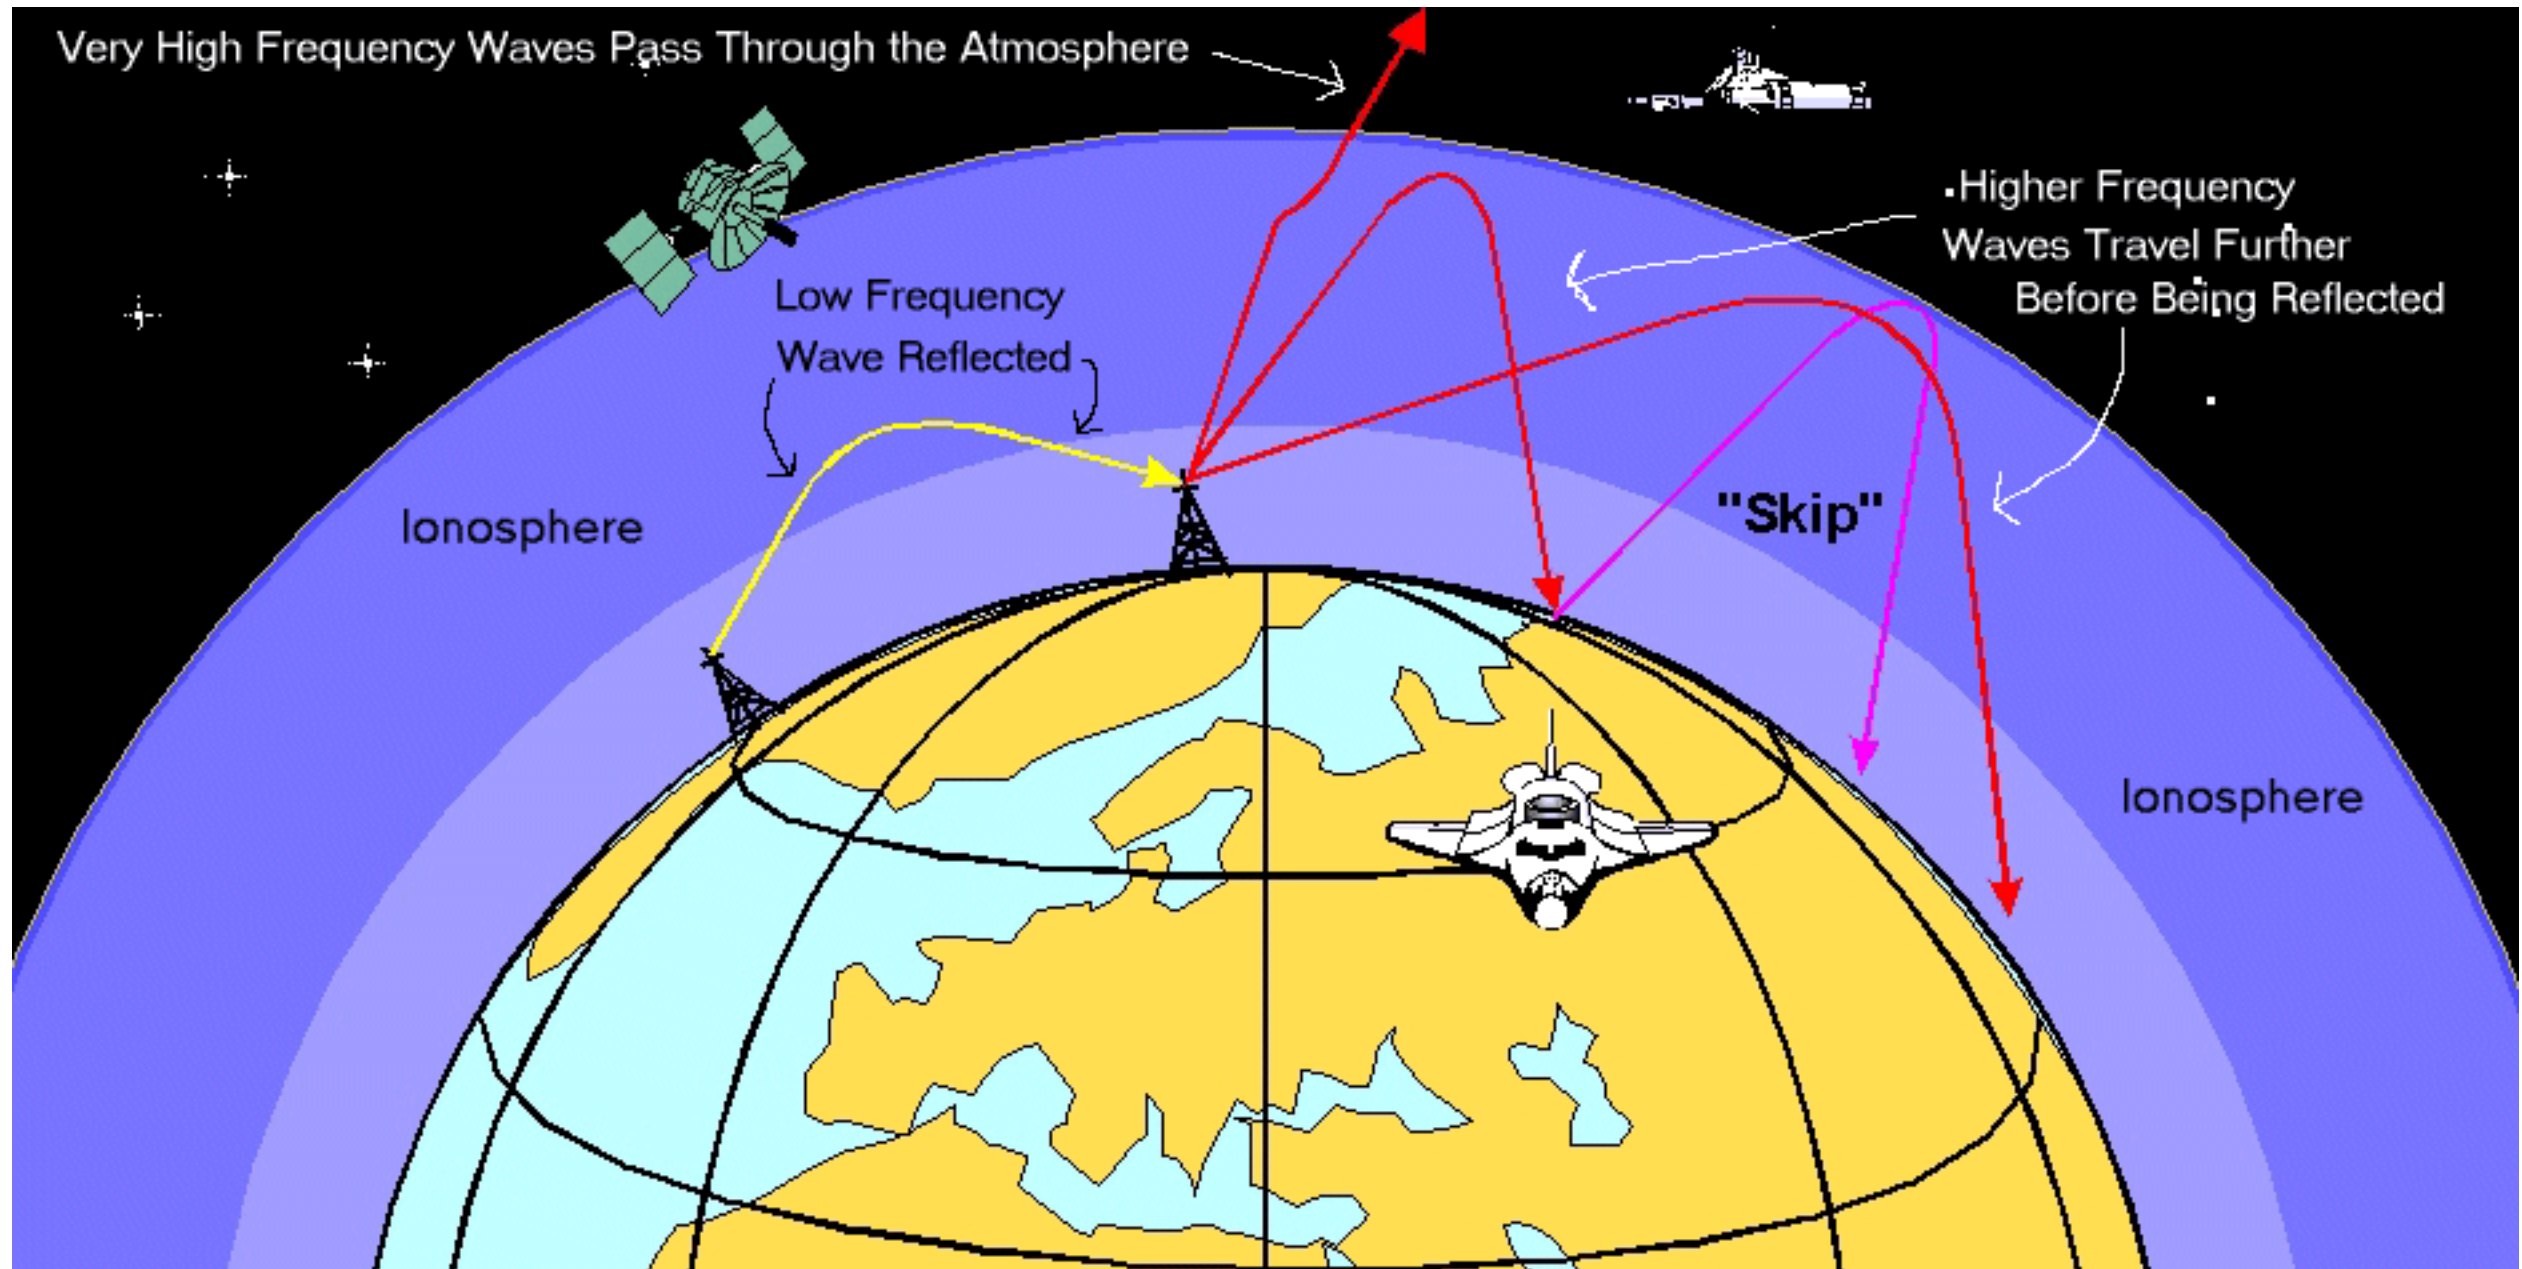 Very High Frequency Waves Pass Through the Atmosphere
Higher Frequency
Waves Travel Further
Before Being Reflected
Low Frequency
Wave Reflected
Ionosphere
"Skip"
Ionosphere